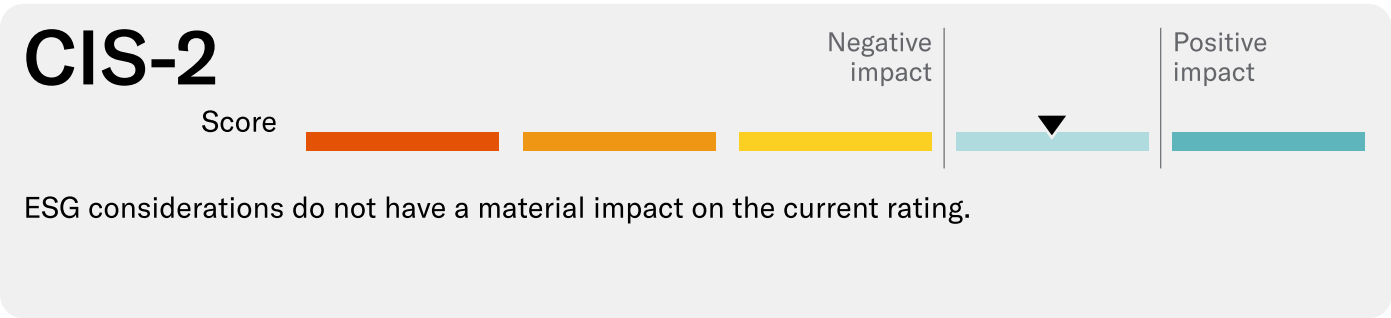 CIS-2
Negative
impact
Positive
impact
Score
ESG considerations do not have a material impact on the current rating.